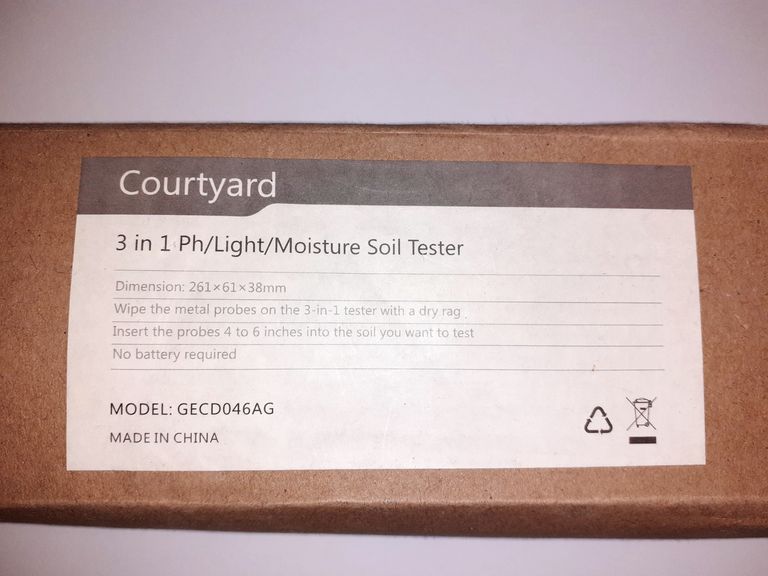 Courtyard
3 in 1 Ph/Light/Moisture Soil Tester
Dimension: 261×61×38mm
Wipe the metal probes on the 3-in-1 tester with a dry rag
Insert the probes 4 to 6 inches into the soil you want to test
No battery required
MODEL: GECD046AG
MADE IN CHINA